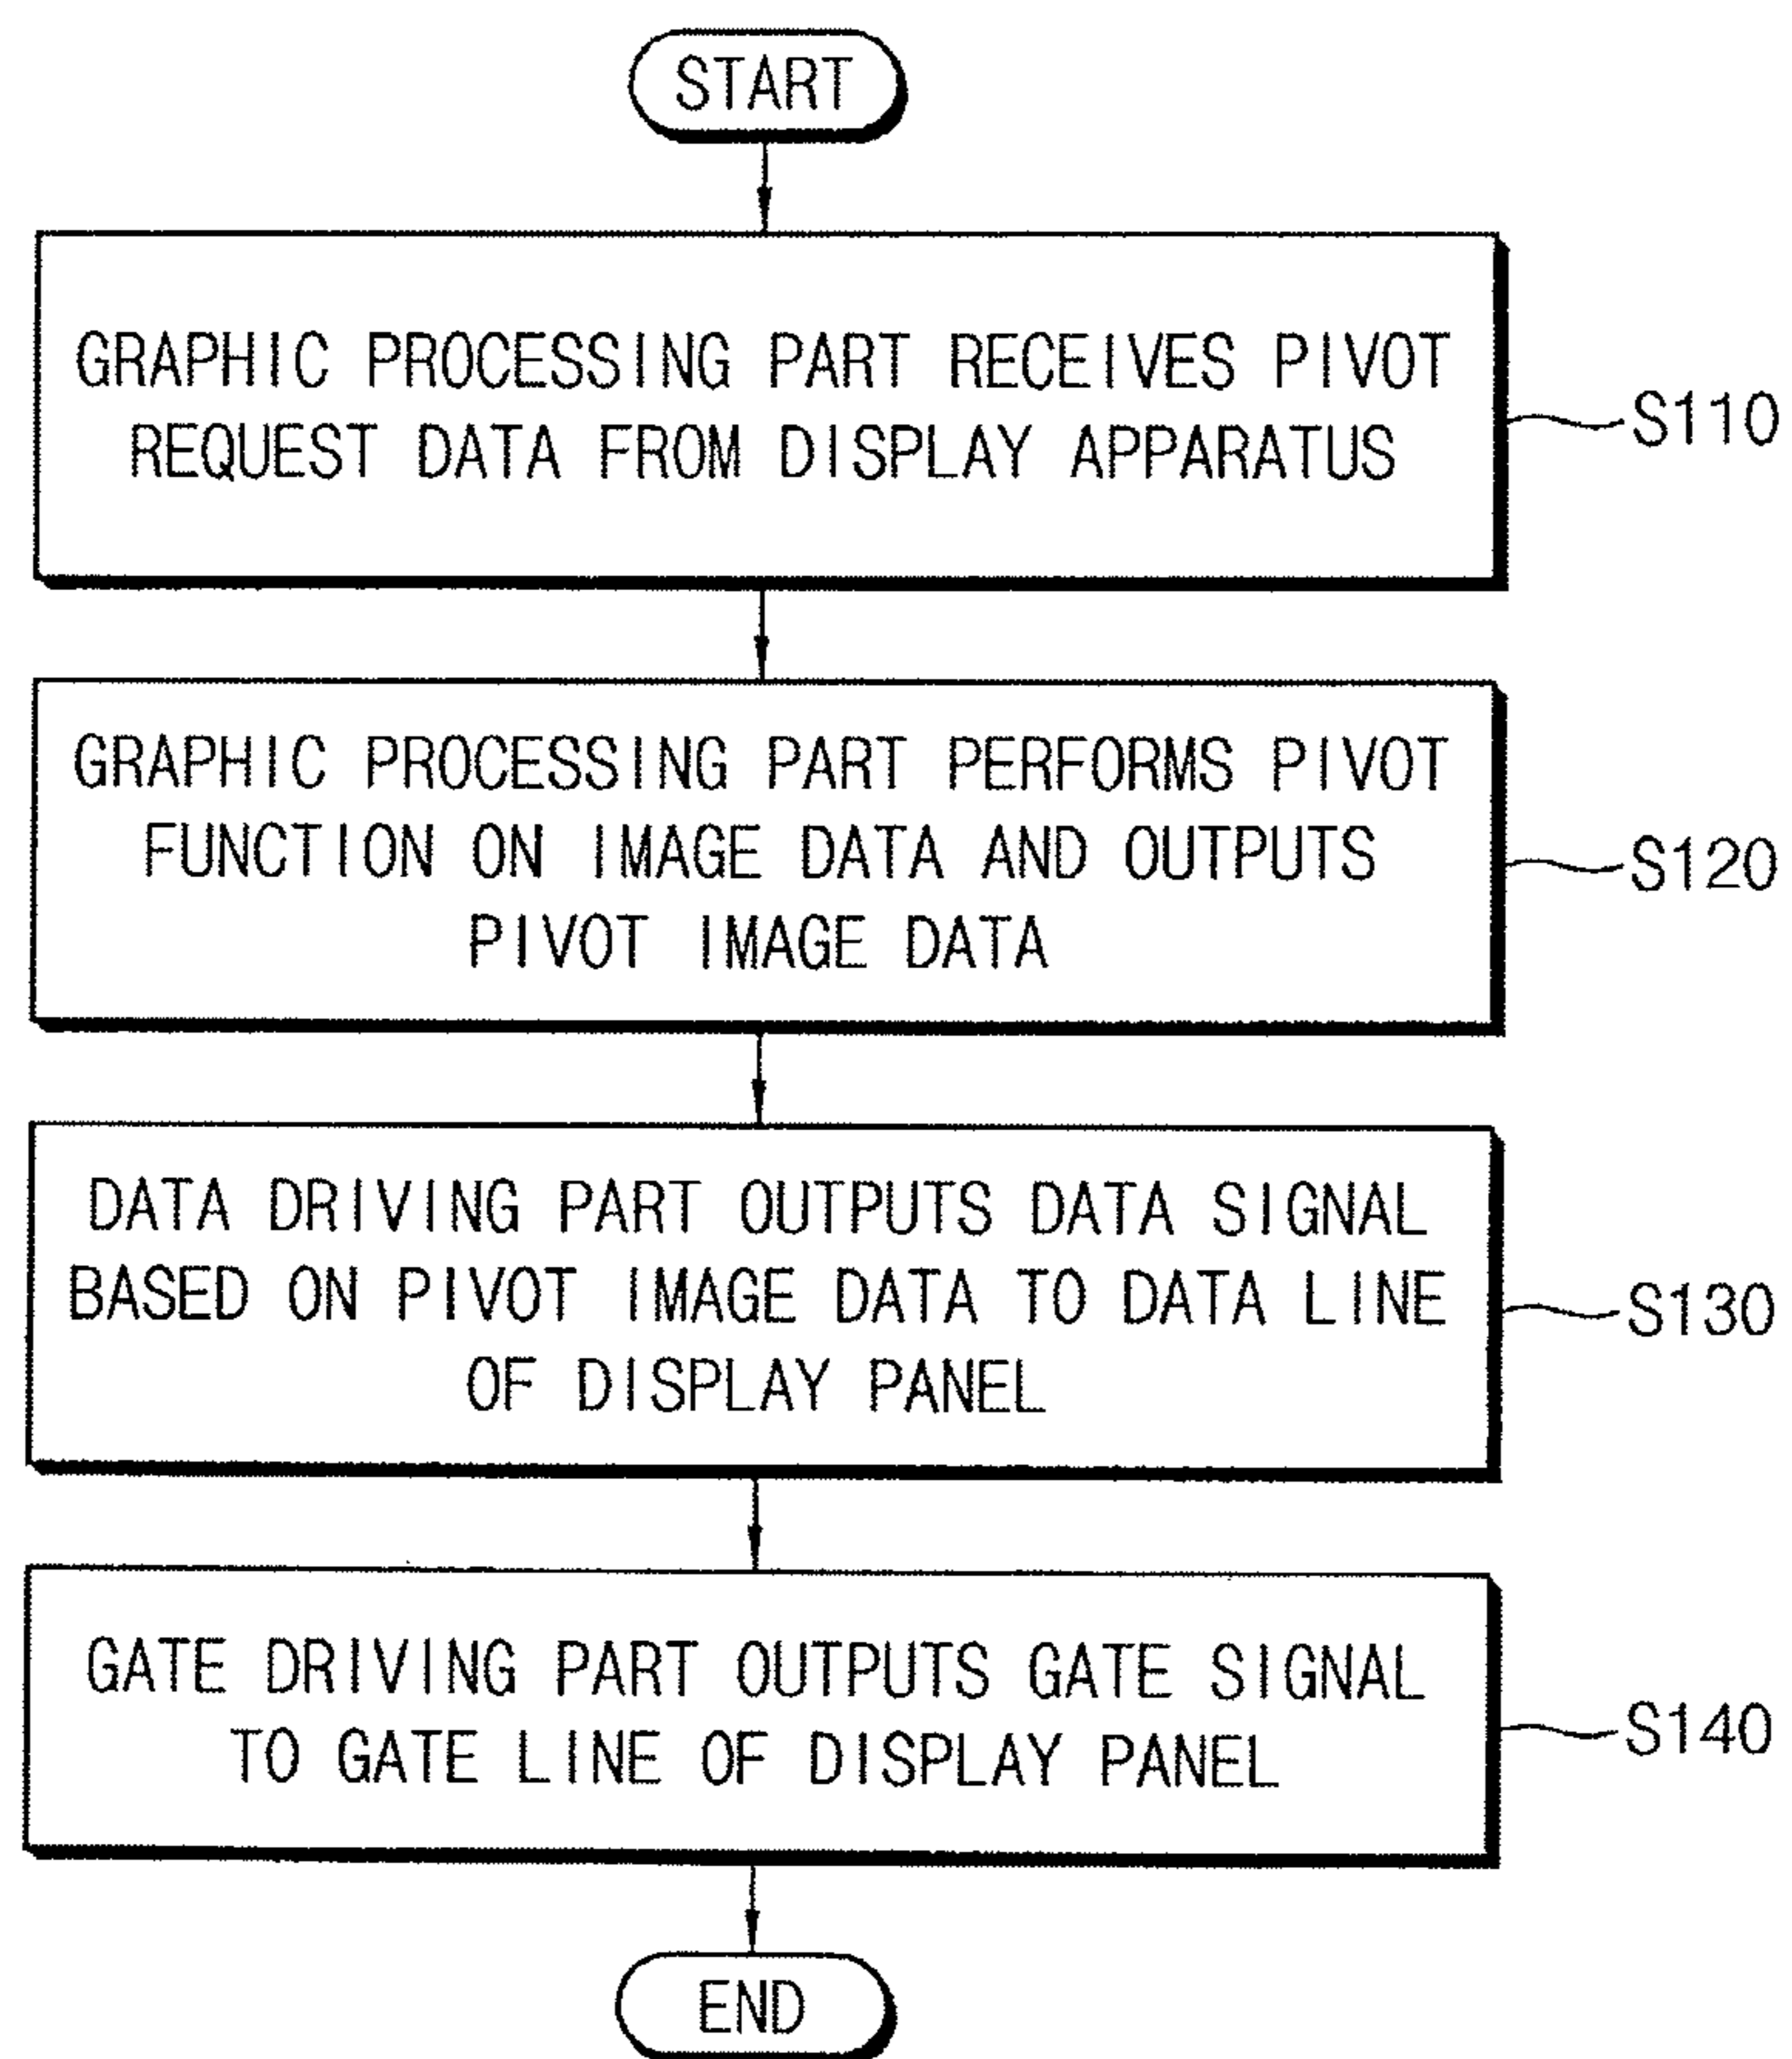 START
GRAPHIC PROCESSING PART RECEIVES PIVOT
REQUEST DATA FROM DISPLAY APPARATUS
S110
GRAPHIC PROCESSING PART PERFORMS PIVOT
FUNCTION ON IMAGE DATA AND OUTPUTS
PIVOT IMAGE DATA
S120
DATA DRIVING PART OUTPUTS DATA SIGNAL
BASED ON PIVOT IMAGE DATA TO DATA LINE
OF DISPLAY PANEL
S130
GATE DRIVING PART OUTPUTS GATE SIGNAL
TO GATE LINE OF DISPLAY PANEL
S140
END